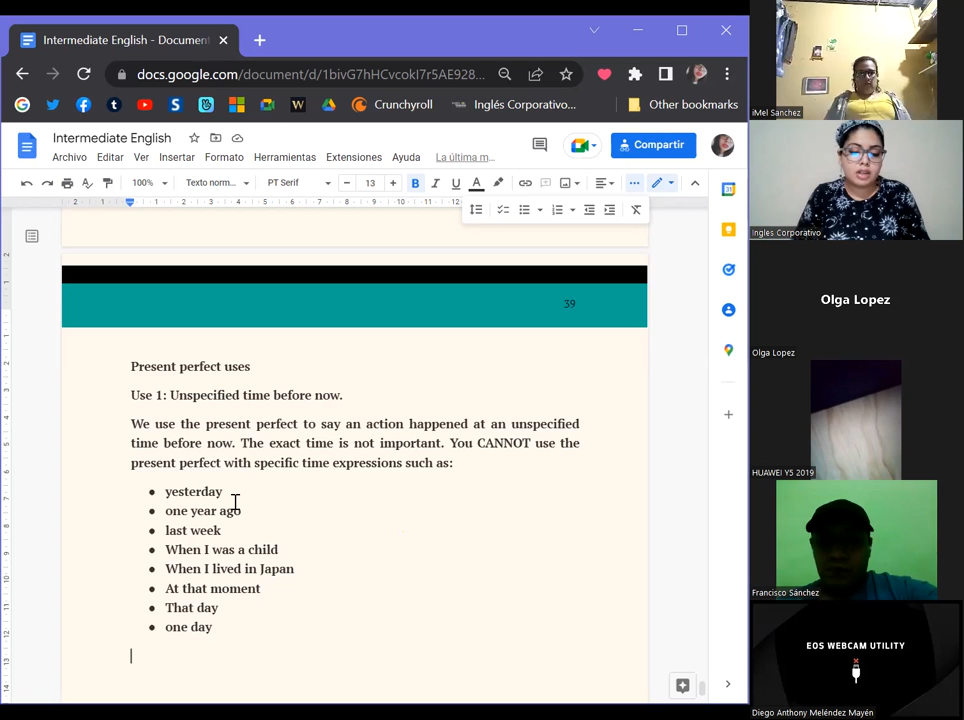 Intermediate English - Document
docs.google.com/document/d/1bivG7hHCvcokI7r5AE928...
Crunchyroll
Inglés Corporativo...
Other bookmarks
Intermediate English
Archivo Editar Ver Insertar Formato Herramientas Extensiones Ayuda La última m...
Compartir
100% Texto norm... PT Serif - 13 + B I U A
39
Present perfect uses
Use 1: Unspecified time before now.
We use the present perfect to say an action happened at an unspecified
time before now. The exact time is not important. You CANNOT use the
present perfect with specific time expressions such as:
yesterday
one year ago
last week
When I was a child
When I lived in Japan
At that moment
That day
one day
iMel Sanchez
Ingles Corporativo
Olga Lopez
Olga Lopez
HUAWEI Y5 2019
Francisco Sánchez
EOS WEBCAM UTILITY
Diego Anthony Meléndez Mayén